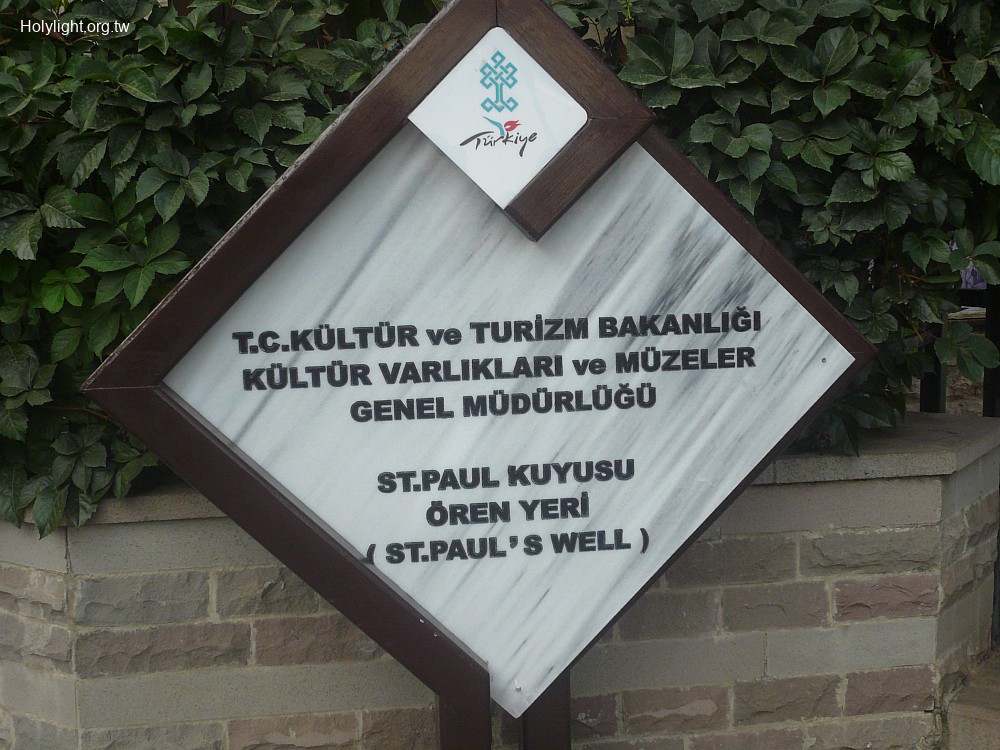 Holylight.org.tw
Türkiye
T.C.KÜLTÜR ve TURİZM BAKANLIĞI
KÜLTÜR VARLIKLARI ve MÜZELER
GENEL MÜDÜRLÜĞÜ
ST.PAUL KUYUSU
ÖREN YERİ
( ST.PAUL'S WELL )